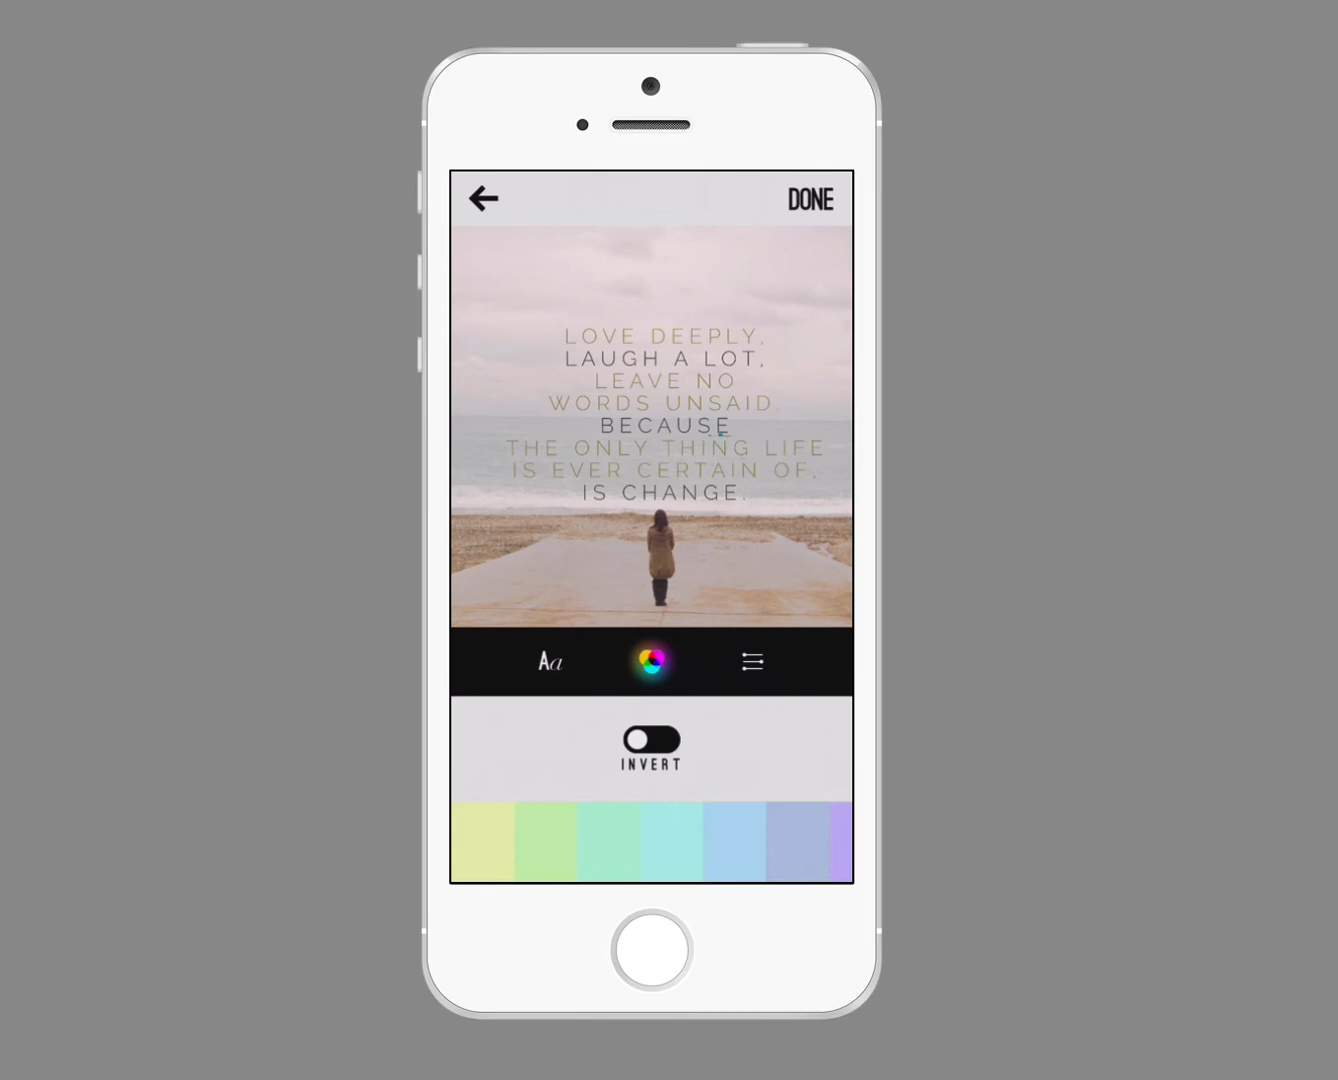 DONE
LOVE DEEPLY,
LAUGH A LOT,
LEAVE NO
WORDS UNSAID.
BECAUSE
THE ONLY THING LIFE
IS EVER CERTAIN OF,
IS CHANGE.
Aa
INVERT